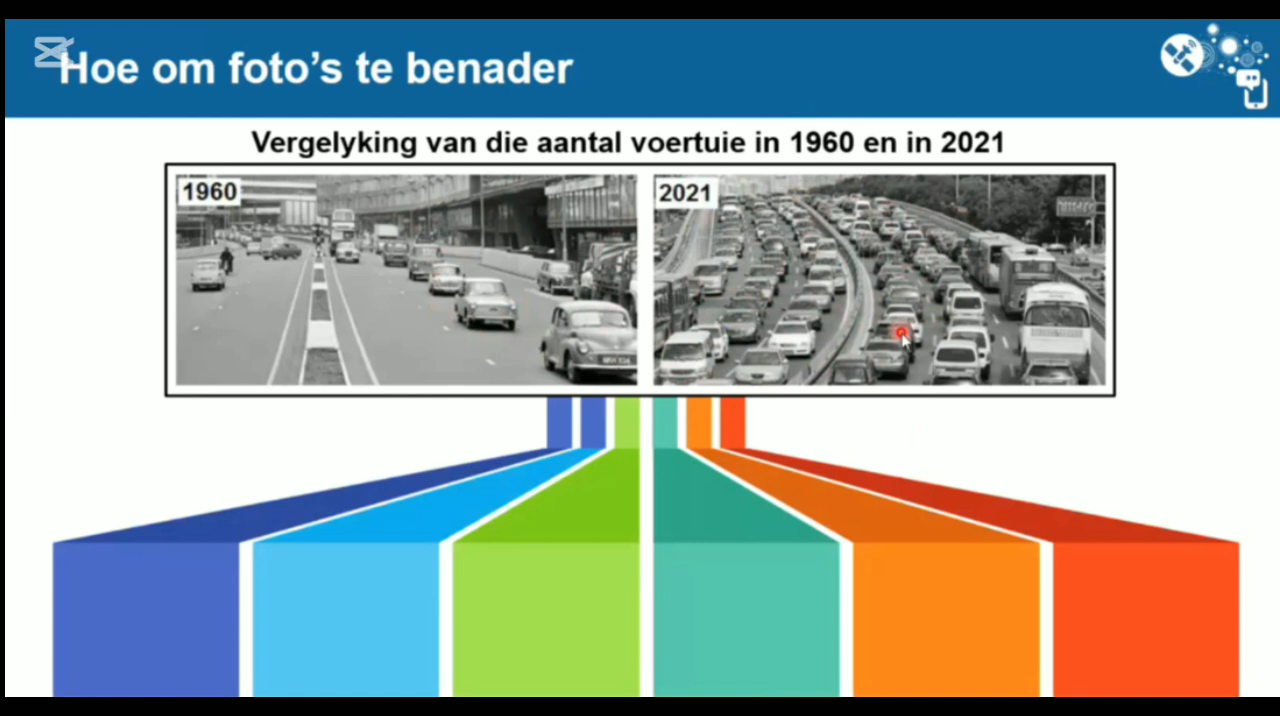 Hoe om foto's te benader
Vergelyking van die aantal voertuie in 1960 en in 2021
1960
2021